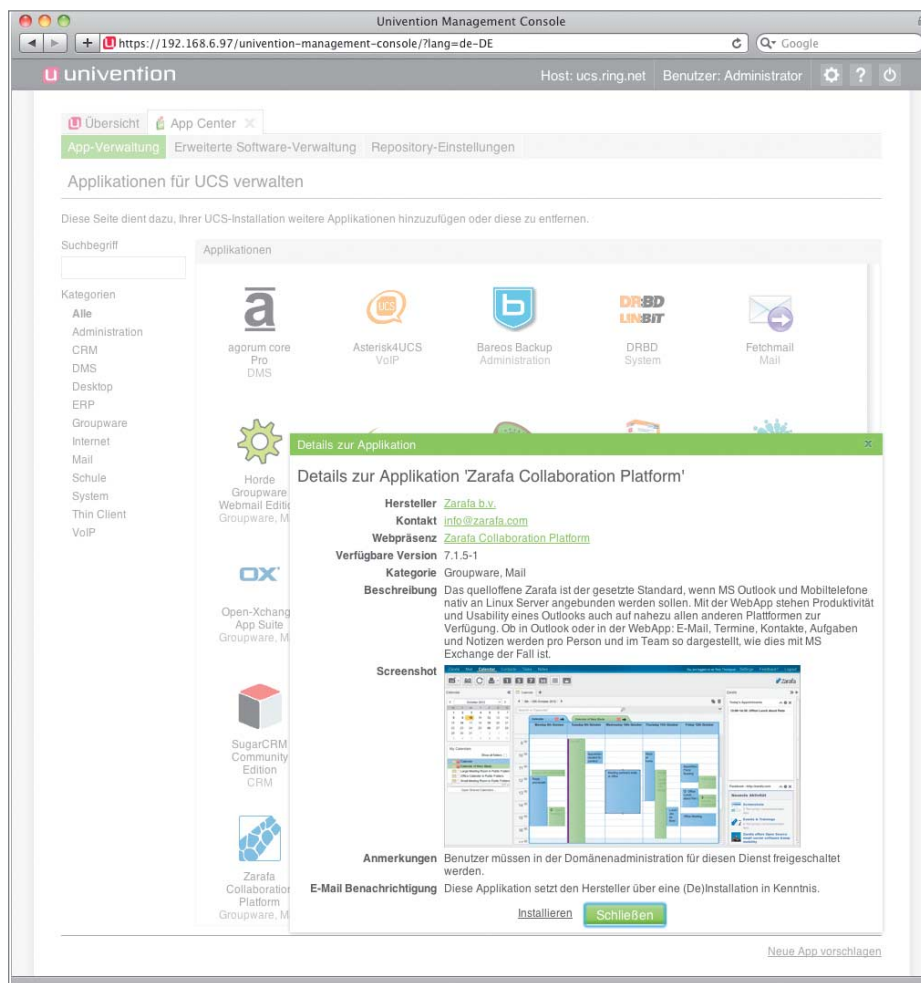 Univention Management Console
https://192.168.6.97/univention-management-console/?lang=de-DE
Google
univention
Host: ucs.ring.net Benutzer: Administrator
Übersicht App Center
App-Verwaltung Erweiterte Software-Verwaltung Repository-Einstellungen
Applikationen für UCS verwalten
Diese Seite dient dazu, Ihrer UCS-Installation weitere Applikationen hinzuzufügen oder diese zu entfernen.
Suchbegriff
Kategorien
Alle
Administration
CRM
DMS
Desktop
ERP
Groupware
Internet
Mail
Schule
System
Thin Client
VoIP
Applikationen
a
agorum core
Pro
DMS
UCS
Asterisk4UCS
VoIP
b
Bareos Backup
Administration
DR:BD
LIN:BIT
DRBD
System
Fetchmail
Mail
Horde
Groupware
Webmail
Groupware,
OX
App Suite
Groupware,
SugarCRM
Community
Edition
CRM
Zarafa
Platform
Groupware,
Details zur Applikation
Details zur Applikation 'Zarafa Collaboration Platform'
Hersteller Zarafa b.v.
Kontakt info@zarafa.com
Webpräsenz Zarafa Collaboration Platform
Verfügbare Version 7.1.5-1
Kategorie Groupware, Mail
Beschreibung Das quelloffene Zarafa ist der gesetzte Standard, wenn MS Outlook und Mobiltelefone
nativ an Linux Server angebunden werden sollen. Mit der WebApp stehen Produktivität
und Usability eines Outlooks auch auf nahezu allen anderen Plattformen zur
Verfügung. Ob in Outlook oder in der WebApp: E-Mail, Termine, Kontakte, Aufgaben
und Notizen werden pro Person und im Team so dargestellt, wie dies mit MS
Exchange der Fall ist.
Screenshot
Zarafa
Anmerkungen Benutzer müssen in der Domänenadministration für diesen Dienst freigeschaltet
werden.
E-Mail Benachrichtigung Diese Applikation setzt den Hersteller über eine (De)Installation in Kenntnis.
Installieren Schließen
Neue App vorschlagen